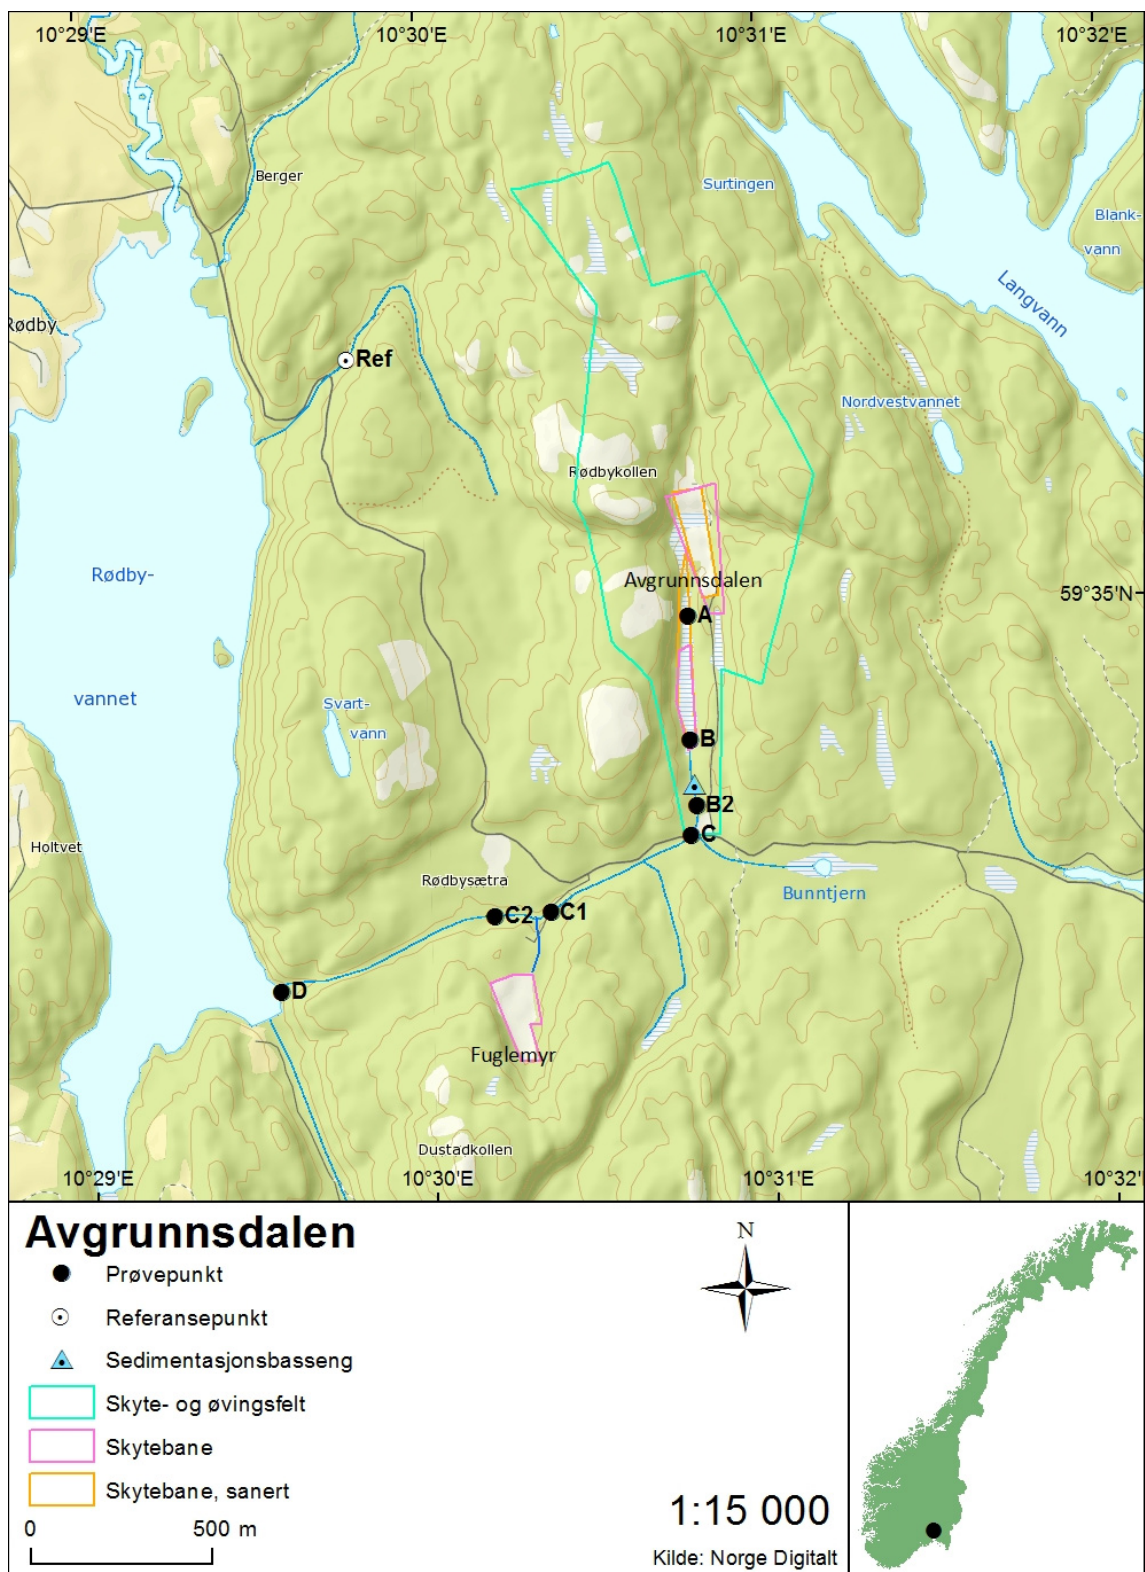 10°29'E
10°30'E
10°31'E
10°32'E
Berger
Surtingen
Blank-
vann
Langvann
Rødby
Ref
Nordvestvannet
Rødbykollen
Rødby-
vannet
Avgrunnsdalen
59°35'N
A
Svart-
vann
B
B2
C
Holtvet
Rødbysætra
Bunntjern
C2
C1
D
Fuglemyr
Dustadkollen
10°29'E
10°30'E
10°31'E
10°32'
Avgrunnsdalen
N
Prøvepunkt
Referansepunkt
Sedimentasjonsbasseng
Skyte- og øvingsfelt
Skytebane
Skytebane, sanert
0
500 m
1:15 000
Kilde: Norge Digitalt